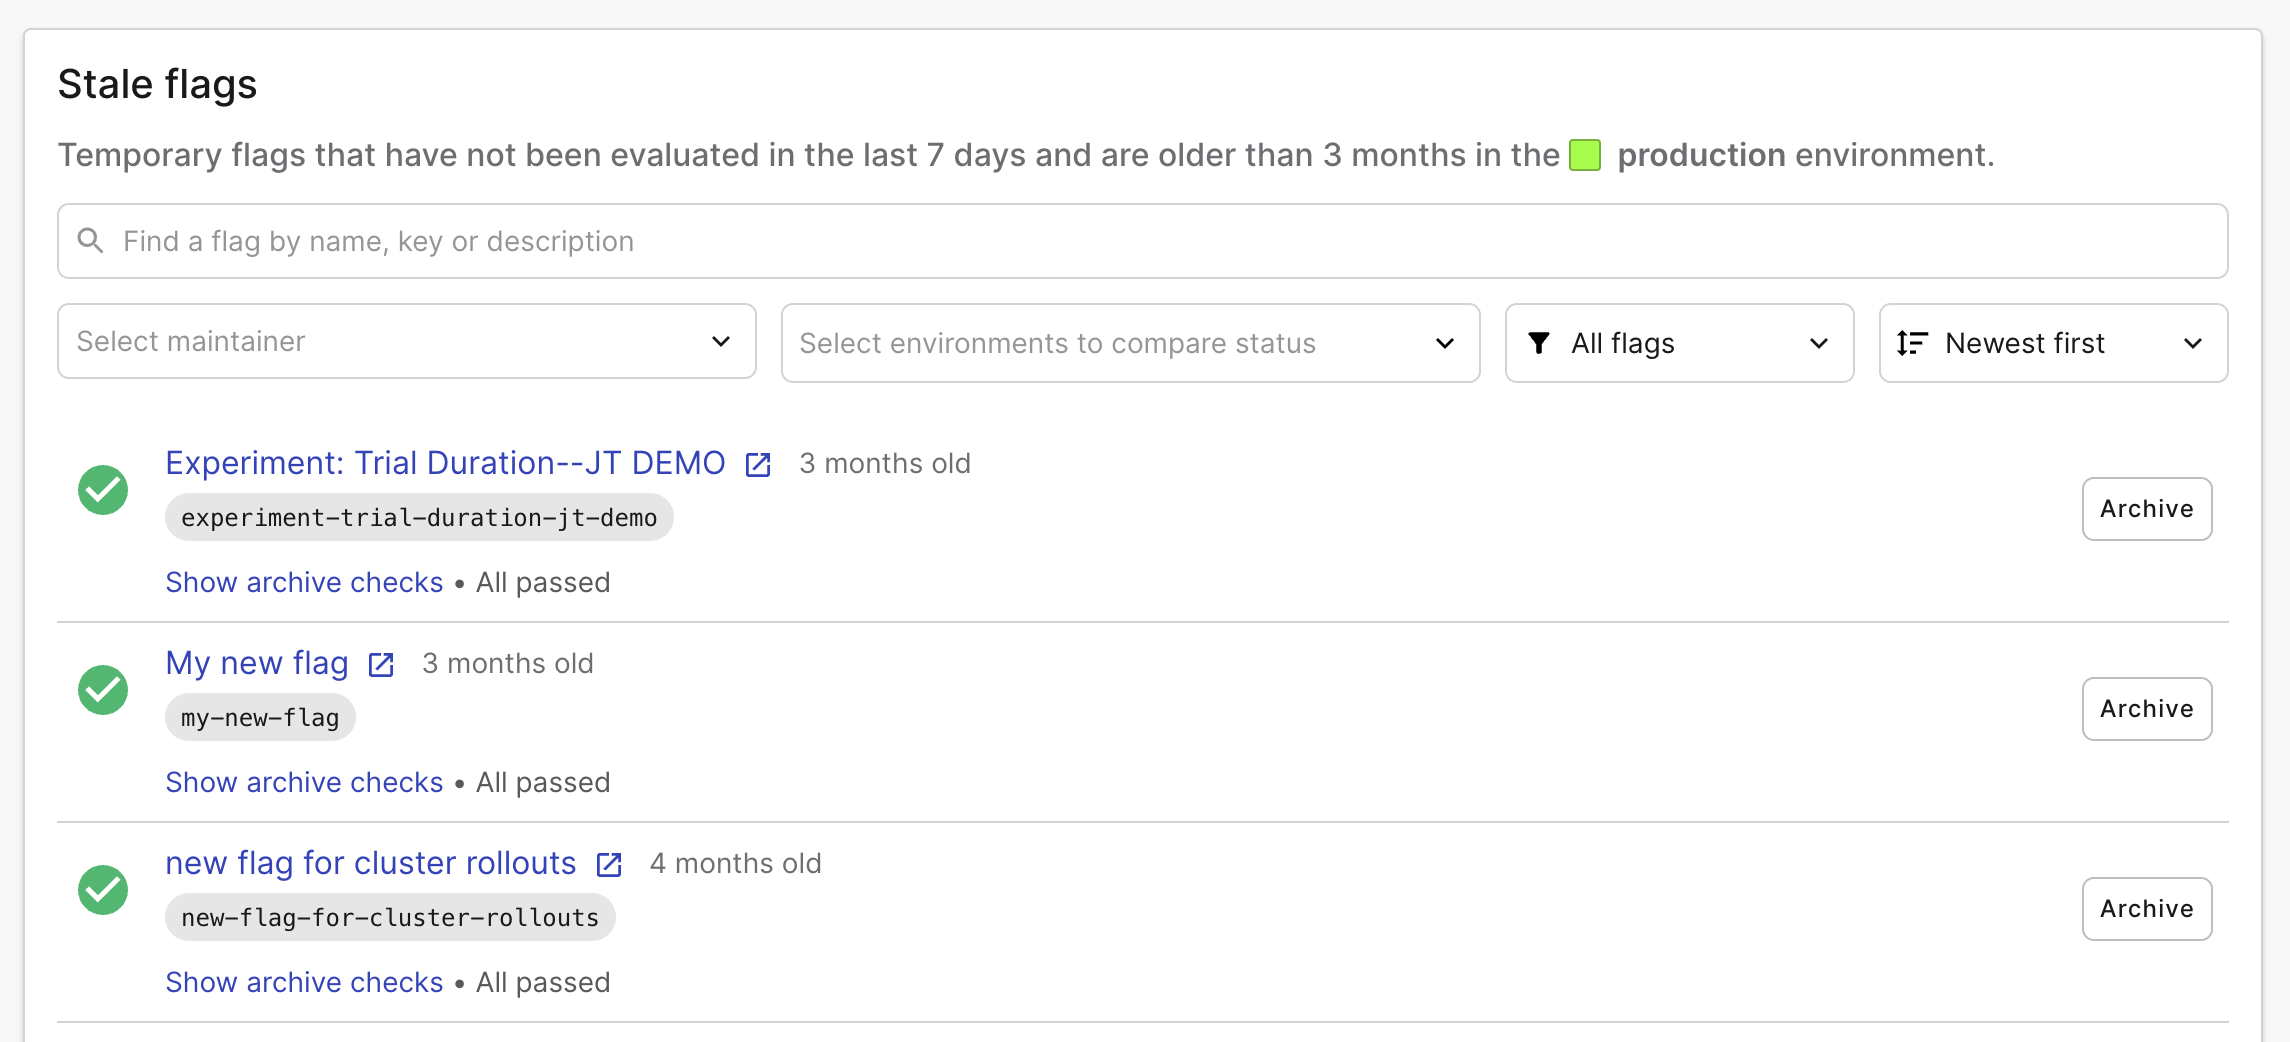 Stale flags
Temporary flags that have not been evaluated in the last 7 days and are older than 3 months in the production environment.
Find a flag by name, key or description
Select maintainer
Select environments to compare status
All flags
Newest first
Experiment: Trial Duration--JT DEMO 3 months old
experiment-trial-duration-jt-demo
Archive
Show archive checks • All passed
My new flag 3 months old
my-new-flag
Archive
Show archive checks • All passed
new flag for cluster rollouts 4 months old
new-flag-for-cluster-rollouts
Archive
Show archive checks • All passed